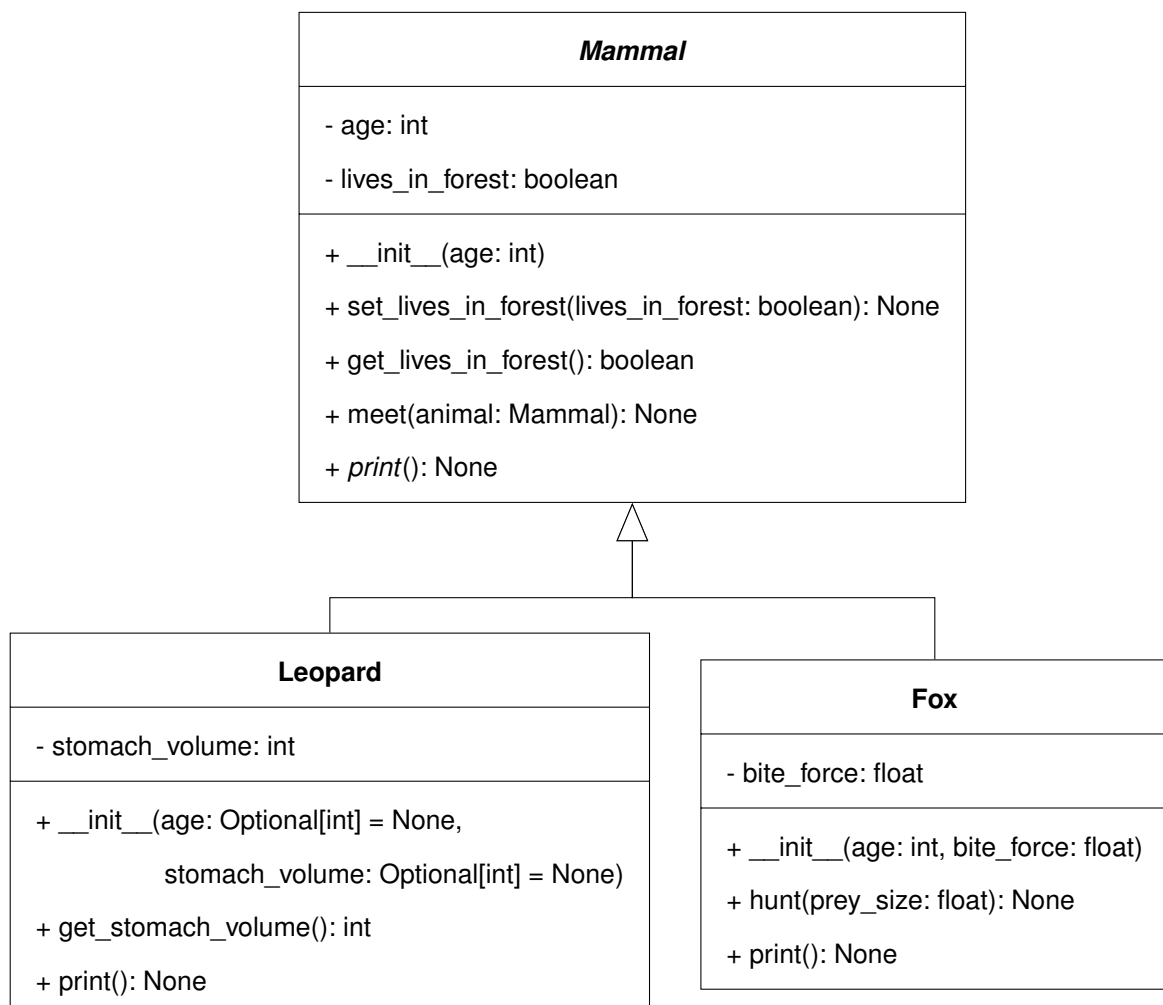 Mammal
- age: int
- lives_in_forest: boolean
+ __init__(age: int)
+ set_lives_in_forest(lives_in_forest: boolean): None
+ get_lives_in_forest(): boolean
+ meet(animal: Mammal): None
+ print(): None
Leopard
- stomach_volume: int
+ __init__(age: Optional[int] = None,
stomach_volume: Optional[int] = None)
+ get_stomach_volume(): int
+ print(): None
Fox
- bite_force: float
+ __init__(age: int, bite_force: float)
+ hunt(prey_size: float): None
+ print(): None